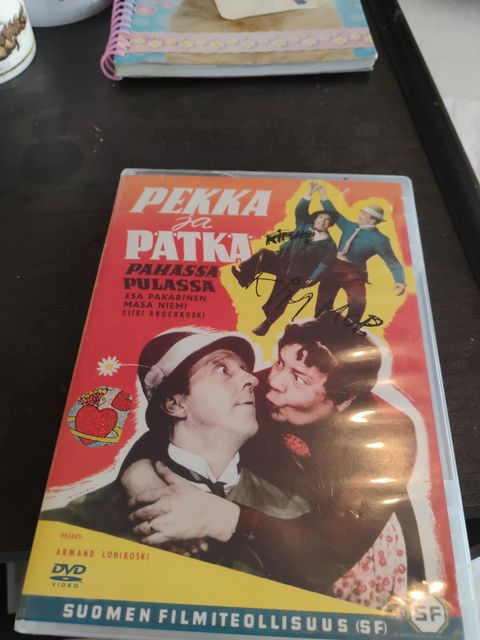 PEKKA
ja
PÄTKÄ
PAHASSA
PULASSA
ESA PAKARINEN
MASA NIEMI
SIIRI ANGERKOSKI
OHJAUS:
ARMAND LOHIKOSKI
DVD
VIDEO
SUOMEN FILMITEOLLISUUS (SF)
SF